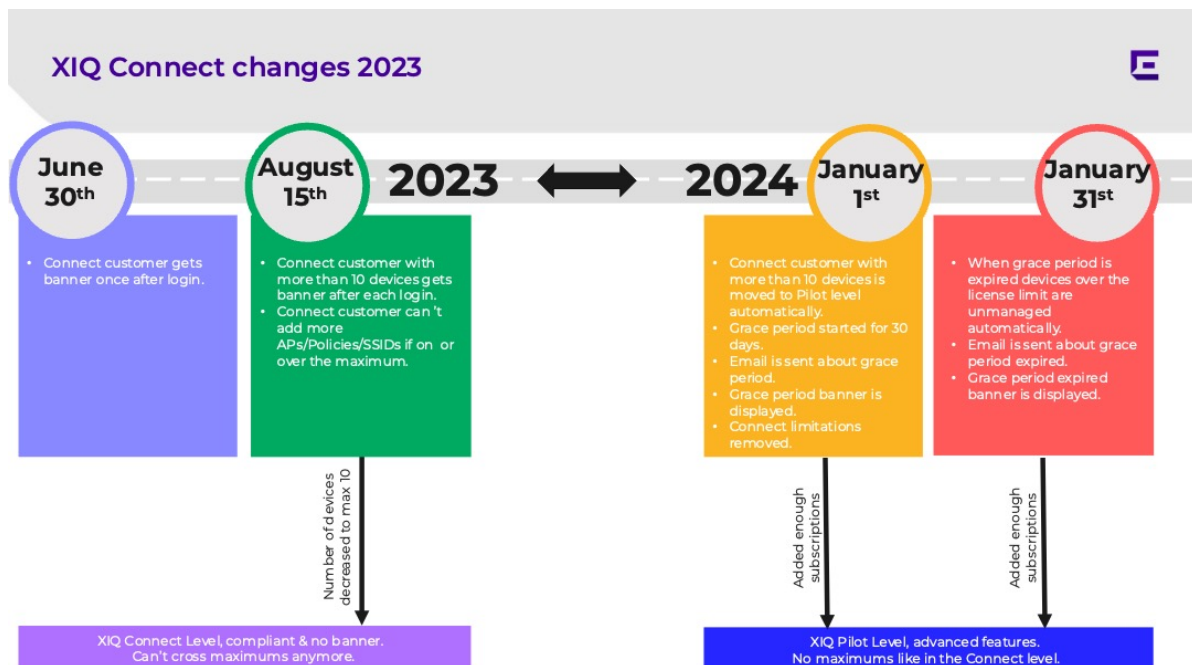 XIQ Connect changes 2023
June
30th
August
15th
2023
2024
January
1st
January
31st
• Connect customer gets
banner once after login.
• Connect customer with
more than 10 devices gets
banner after each login.
• Connect customer can't
add more
APs/Policies/SSIDs if on or
over the maximum.
• Connect customer with
more than 10 devices is
moved to Pilot level
automatically.
• Grace period started for 30
days.
• Email is sent about grace
period.
• Grace period banner is
displayed.
• Connect limitations
removed.
• When grace period is
expired devices over the
license limit are
unmanaged
automatically.
• Email is sent about grace
period expired.
• Grace period expired
banner is displayed.
Number of devices
decreased to max 10
Added enough
subscriptions
Added enough
subscriptions
XIQ Connect Level, compliant & no banner.
Can't cross maximums anymore.
XIQ Pilot Level, advanced features.
No maximums like in the Connect level.